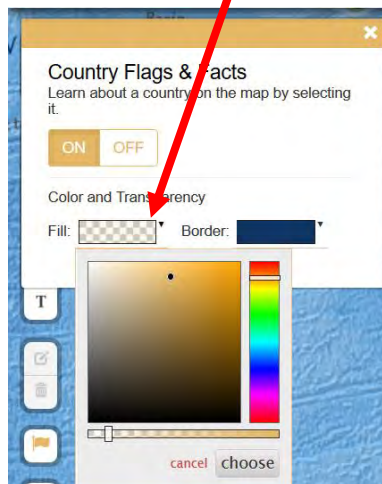 Country Flags & Facts
Learn about a country on the map by selecting
it.
ON OFF
Color and Transparency
Fill: Border:
T
cancel choose